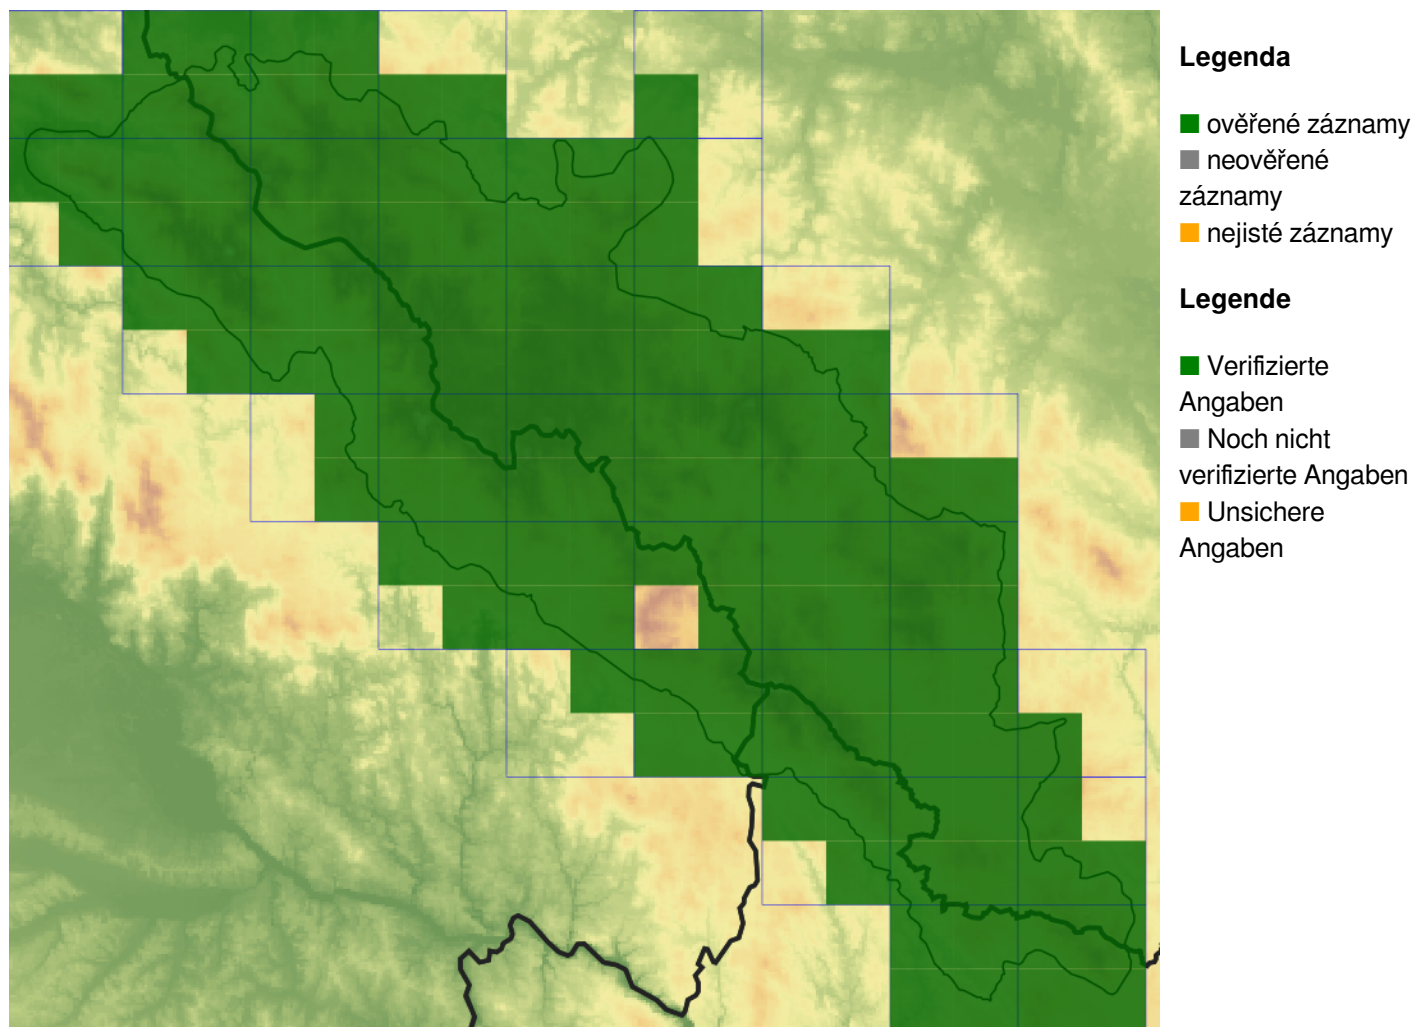 Legenda
ověřené záznamy
neověřené
záznamy
nejisté záznamy
Legende
Verifizierte
Angaben
Noch nicht
verifizierte Angaben
Unsichere
Angaben